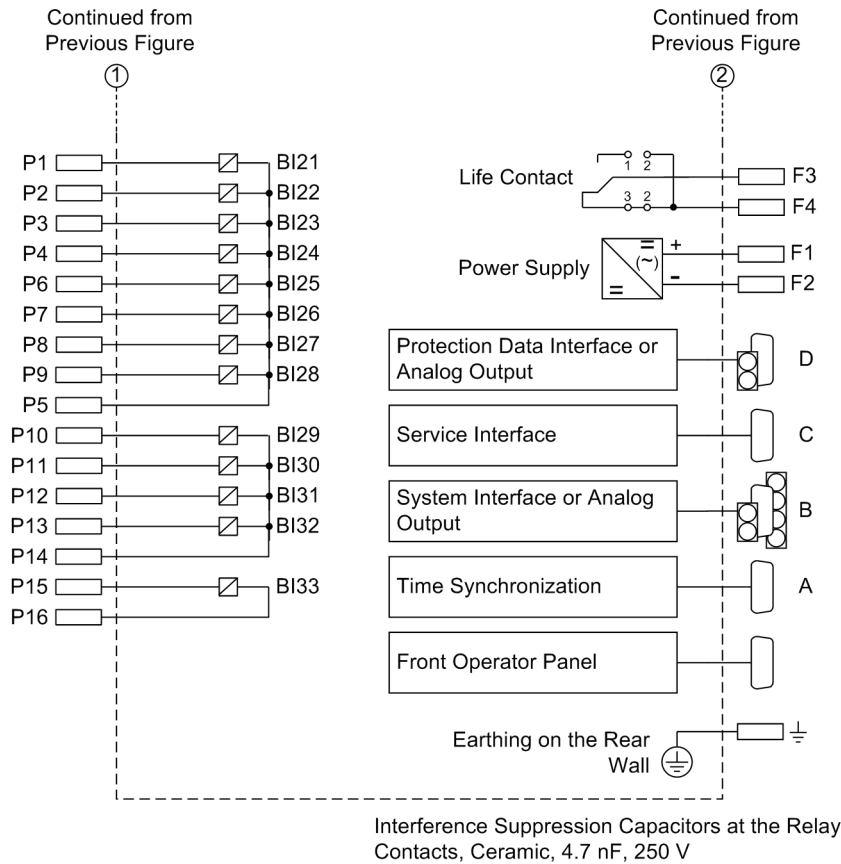 Continued from
Previous Figure
1
Continued from
Previous Figure
2
P1 BI21
P2 BI22
P3 BI23
P4 BI24
P6 BI25
P7 BI26
P8 BI27
P9 BI28
P5
P10 BI29
P11 BI30
P12 BI31
P13 BI32
P14
P15 BI33
P16
Life Contact
1 2
3 2
F3
F4
Power Supply
=
(~)
=
+
-
F1
F2
Protection Data Interface or
Analog Output
D
Service Interface
C
System Interface or Analog
Output
B
Time Synchronization
A
Front Operator Panel
Earthing on the Rear
Wall
Interference Suppression Capacitors at the Relay
Contacts, Ceramic, 4.7 nF, 250 V